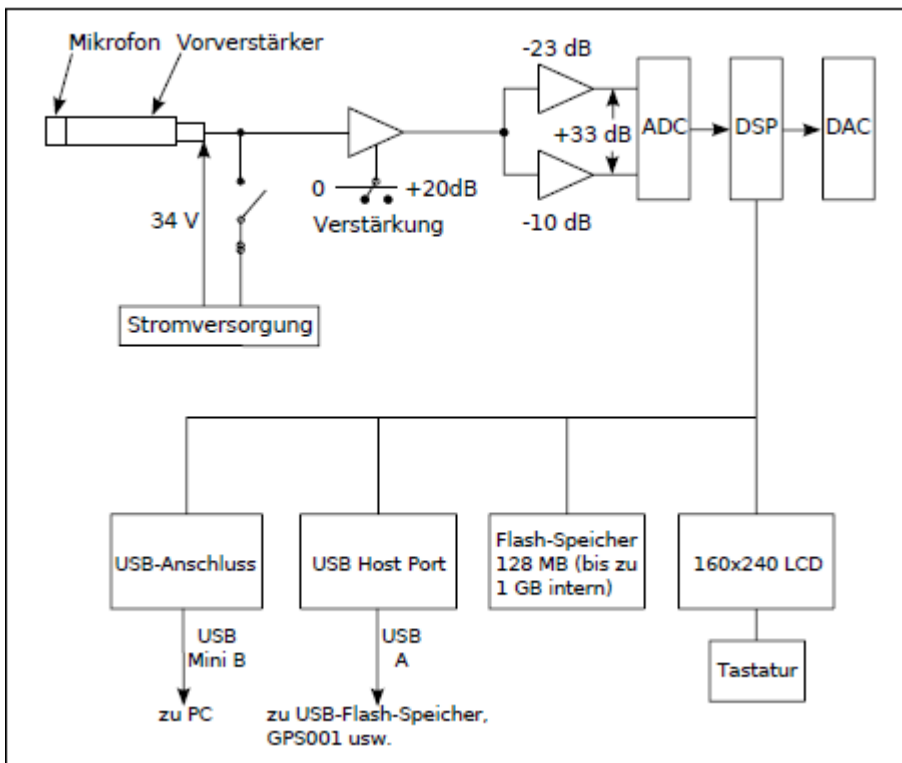 Mikrofon Vorverstärker
-23 dB
+33 dB
-10 dB
ADC
DSP
DAC
0 +20dB
Verstärkung
34 V
Stromversorgung
USB-Anschluss
USB Host Port
Flash-Speicher
128 MB (bis zu
1 GB intern)
160x240 LCD
USB
Mini B
USB
A
Tastatur
zu PC
zu USB-Flash-Speicher,
GPS001 usw.